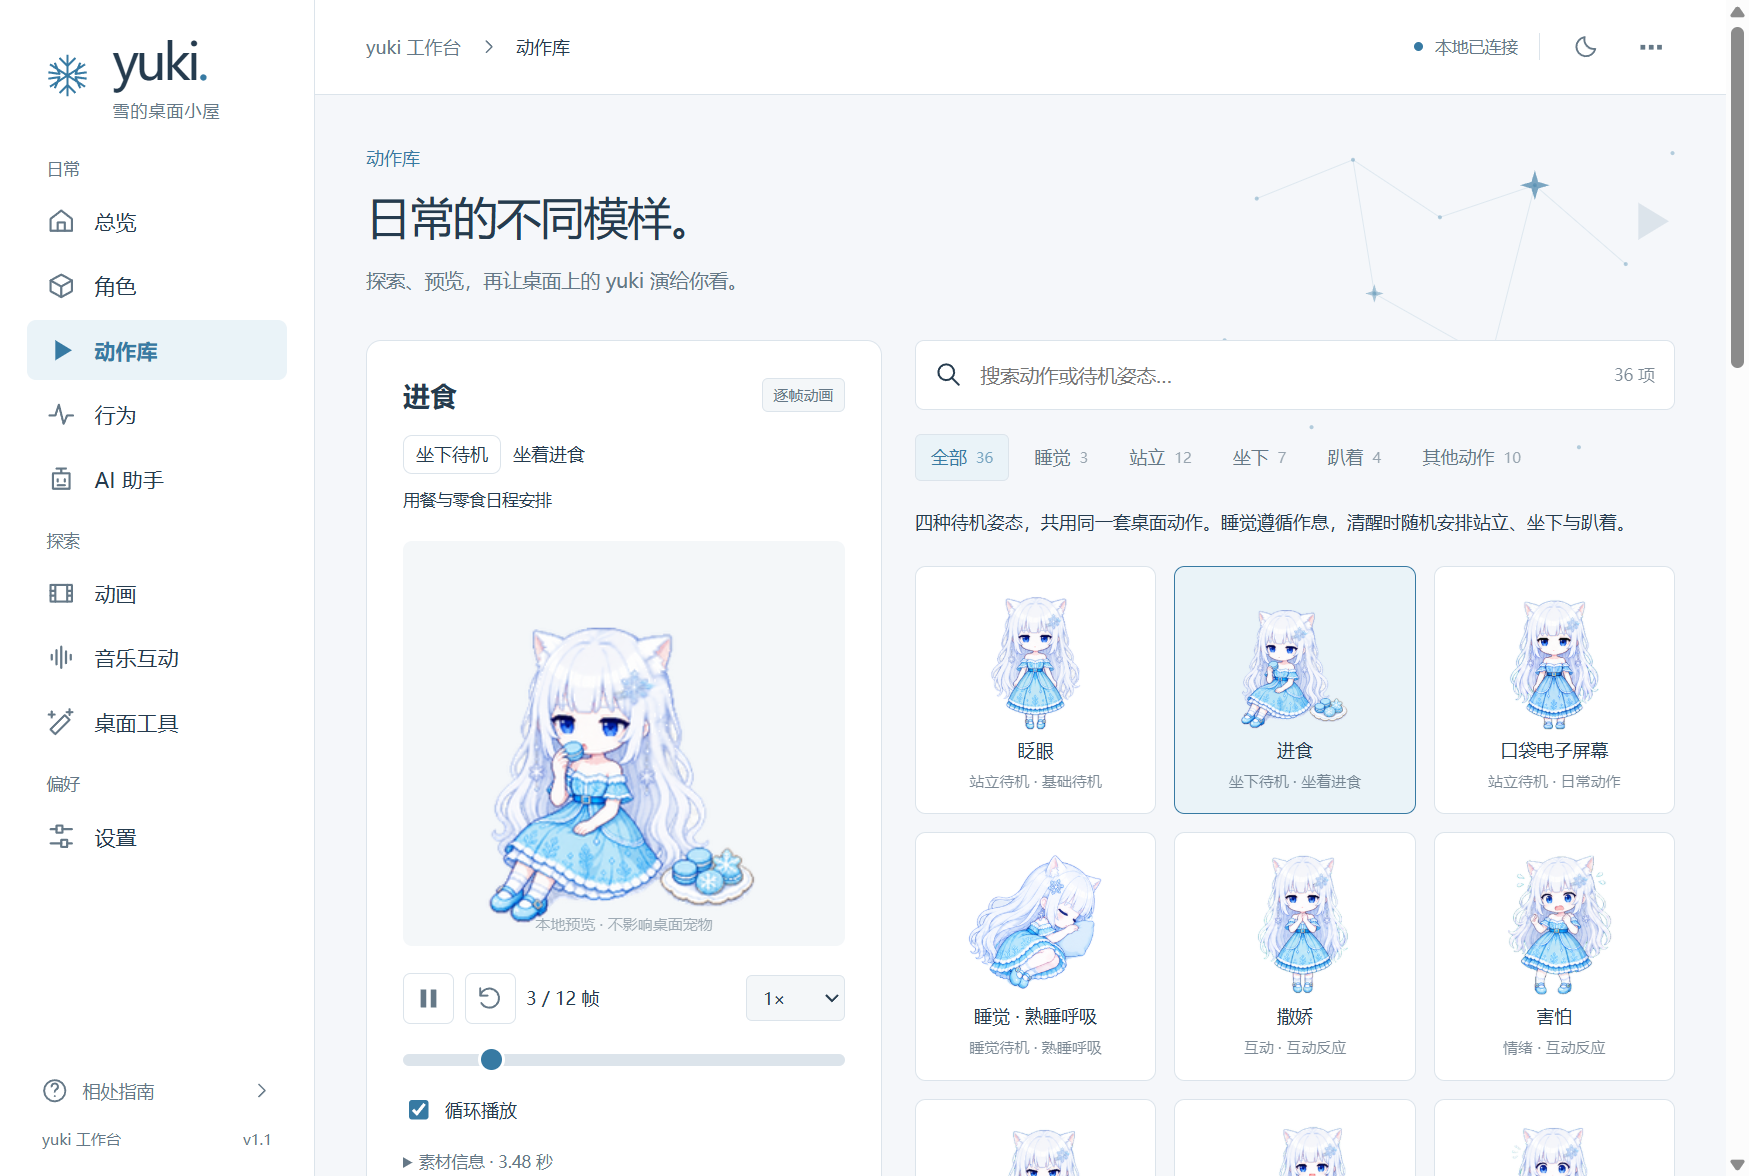 yuki.
雪的桌面小屋
日常
总览
角色
动作库
行为
AI 助手
探索
动画
音乐互动
桌面工具
偏好
设置
相处指南
yuki 工作台
v1.1
yuki 工作台
动作库
本地已连接
动作库
日常的不同模样。
探索、预览，再让桌面上的 yuki 演给你看。
进食
逐帧动画
坐下待机 坐着进食
用餐与零食日程安排
本地预览 · 不影响桌面宠物
3 / 12 帧
1×
循环播放
素材信息 · 3.48 秒
搜索动作或待机姿态...
36 项
全部 36 睡觉 3 站立 12 坐下 7 趴着 4 其他动作 10
四种待机姿态，共用同一套桌面动作。睡觉遵循作息，清醒时随机安排站立、坐下与趴着。
眨眼
站立待机 · 基础待机
进食
坐下待机 · 坐着进食
口袋电子屏幕
站立待机 · 日常动作
睡觉 · 熟睡呼吸
睡觉待机 · 熟睡呼吸
撒娇
互动 · 互动反应
害怕
情绪 · 互动反应